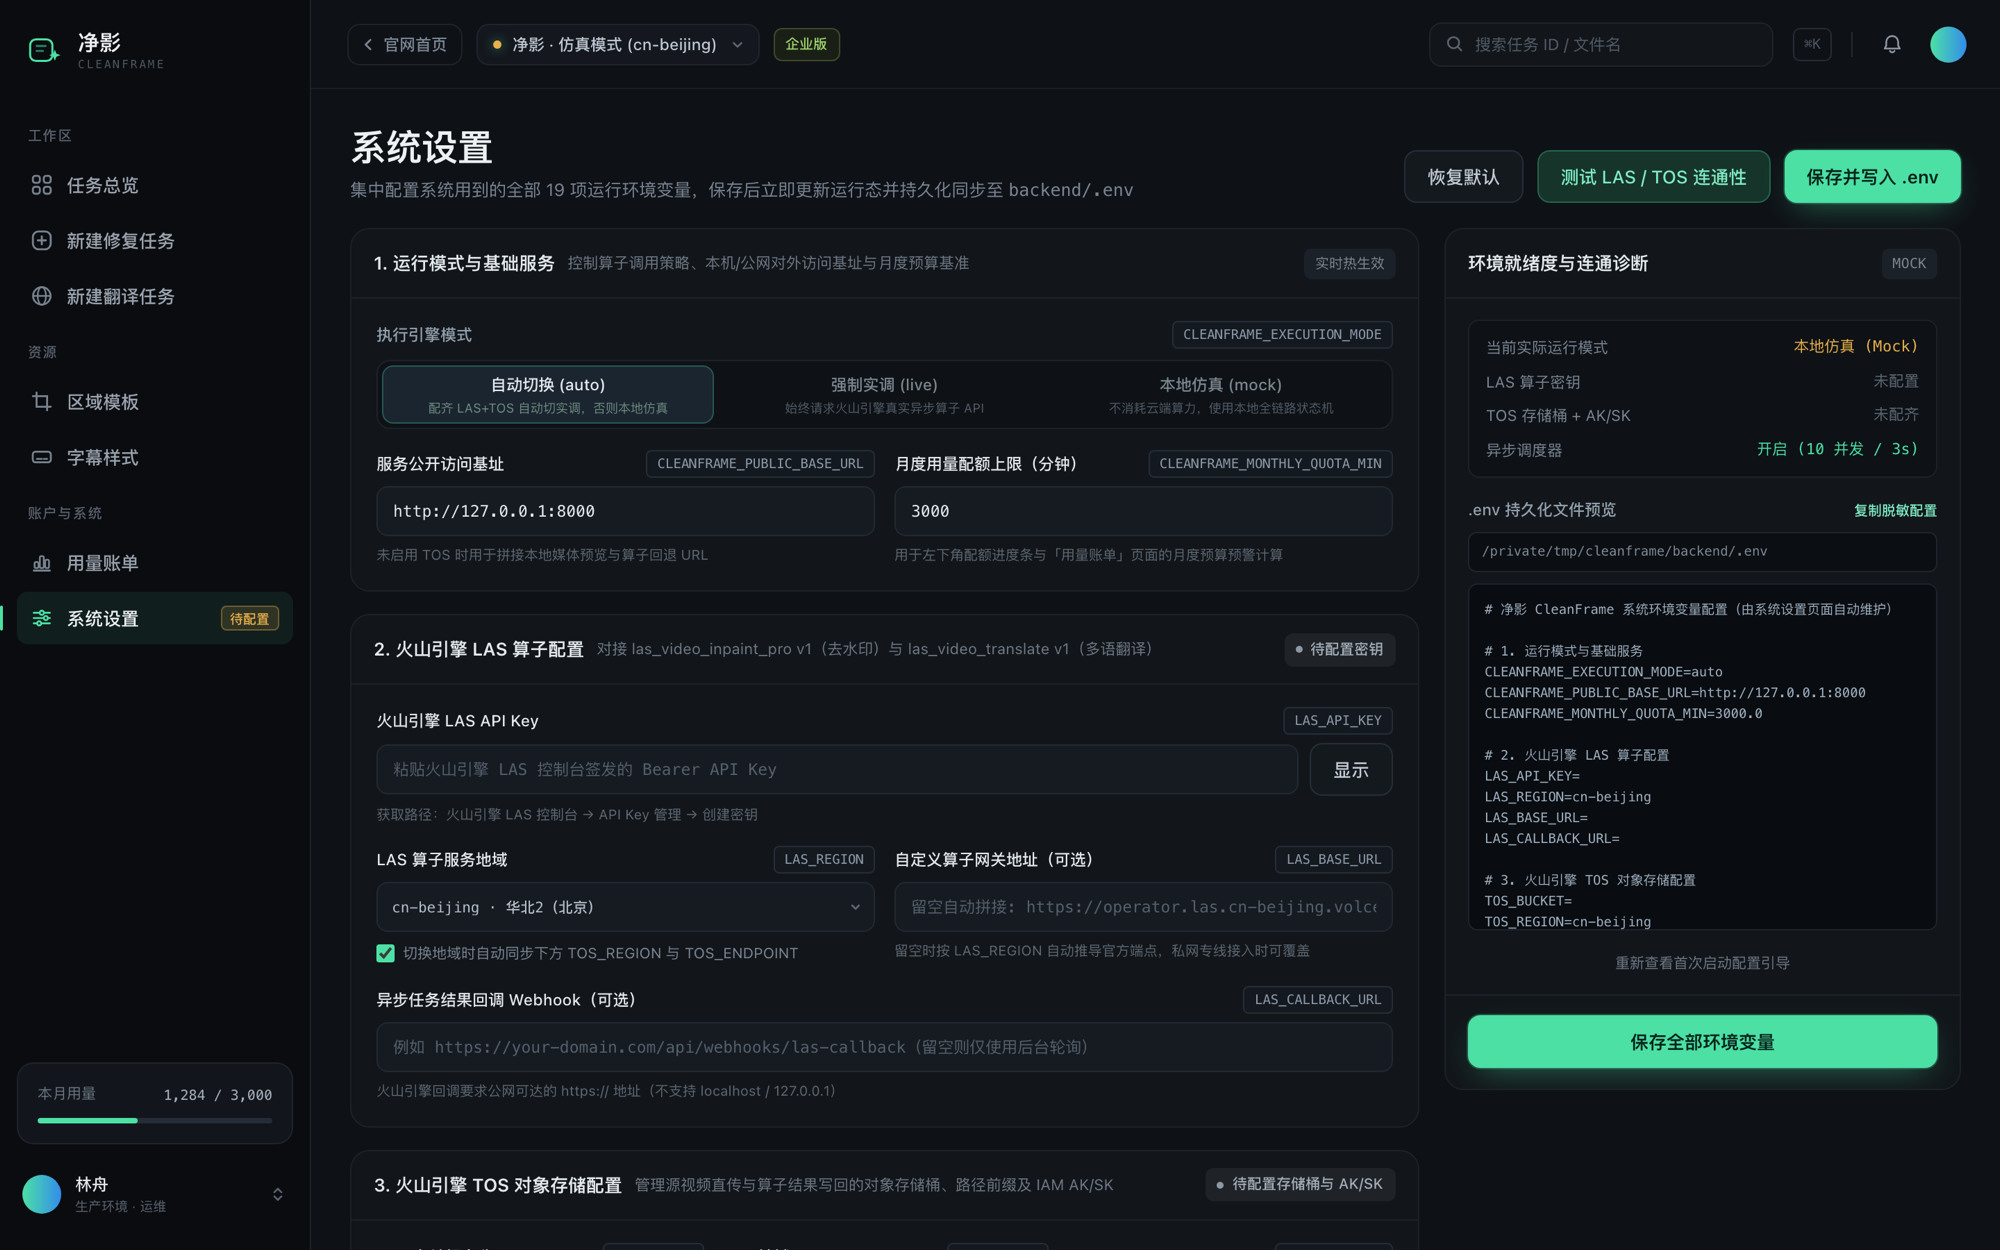 净影
CLEANFRAME
工作区
任务总览
新建修复任务
新建翻译任务
资源
区域模板
字幕样式
账户与系统
用量账单
系统设置 待配置
本月用量 1,284 / 3,000
林舟
生产环境 · 运维
官网首页 净影 · 仿真模式 (cn-beijing) 企业版 搜索任务 ID / 文件名 ⌘K
系统设置
集中配置系统用到的全部 19 项运行环境变量，保存后立即更新运行态并持久化同步至 backend/.env
恢复默认 测试 LAS / TOS 连通性 保存并写入 .env
1. 运行模式与基础服务 控制算子调用策略、本机/公网对外访问基址与月度预算基准 实时热生效
执行引擎模式 CLEANFRAME_EXECUTION_MODE
自动切换 (auto)
配齐 LAS+TOS 自动切实调，否则本地仿真
强制实调 (live)
始终请求火山引擎真实异步算子 API
本地仿真 (mock)
不消耗云端算力，使用本地全链路状态机
服务公开访问基址 CLEANFRAME_PUBLIC_BASE_URL
http://127.0.0.1:8000
未启用 TOS 时用于拼接本地媒体预览与算子回退 URL
月度用量配额上限（分钟） CLEANFRAME_MONTHLY_QUOTA_MIN
3000
用于左下角配额进度条与「用量账单」页面的月度预算预警计算
2. 火山引擎 LAS 算子配置 对接 las_video_inpaint_pro v1（去水印）与 las_video_translate v1（多语翻译） 待配置密钥
火山引擎 LAS API Key LAS_API_KEY
粘贴火山引擎 LAS 控制台签发的 Bearer API Key 显示
获取路径：火山引擎 LAS 控制台 → API Key 管理 → 创建密钥
LAS 算子服务地域 LAS_REGION
cn-beijing · 华北2（北京）
切换地域时自动同步下方 TOS_REGION 与 TOS_ENDPOINT
自定义算子网关地址（可选） LAS_BASE_URL
留空自动拼接: https://operator.las.cn-beijing.volc
留空时按 LAS_REGION 自动推导官方端点，私网专线接入时可覆盖
异步任务结果回调 Webhook（可选） LAS_CALLBACK_URL
例如 https://your-domain.com/api/webhooks/las-callback（留空则仅使用后台轮询）
火山引擎回调要求公网可达的 https:// 地址（不支持 localhost / 127.0.0.1）
3. 火山引擎 TOS 对象存储配置 管理源视频直传与算子结果写回的对象存储桶、路径前缀及 IAM AK/SK 待配置存储桶与 AK/SK
环境就绪度与连通诊断 MOCK
当前实际运行模式 本地仿真 (Mock)
LAS 算子密钥 未配置
TOS 存储桶 + AK/SK 未配齐
异步调度器 开启 (10 并发 / 3s)
.env 持久化文件预览 复制脱敏配置
/private/tmp/cleanframe/backend/.env
# 净影 CleanFrame 系统环境变量配置（由系统设置页面自动维护）
# 1. 运行模式与基础服务
CLEANFRAME_EXECUTION_MODE=auto
CLEANFRAME_PUBLIC_BASE_URL=http://127.0.0.1:8000
CLEANFRAME_MONTHLY_QUOTA_MIN=3000.0
# 2. 火山引擎 LAS 算子配置
LAS_API_KEY=
LAS_REGION=cn-beijing
LAS_BASE_URL=
LAS_CALLBACK_URL=
# 3. 火山引擎 TOS 对象存储配置
TOS_BUCKET=
TOS_REGION=cn-beijing
重新查看首次启动配置引导
保存全部环境变量